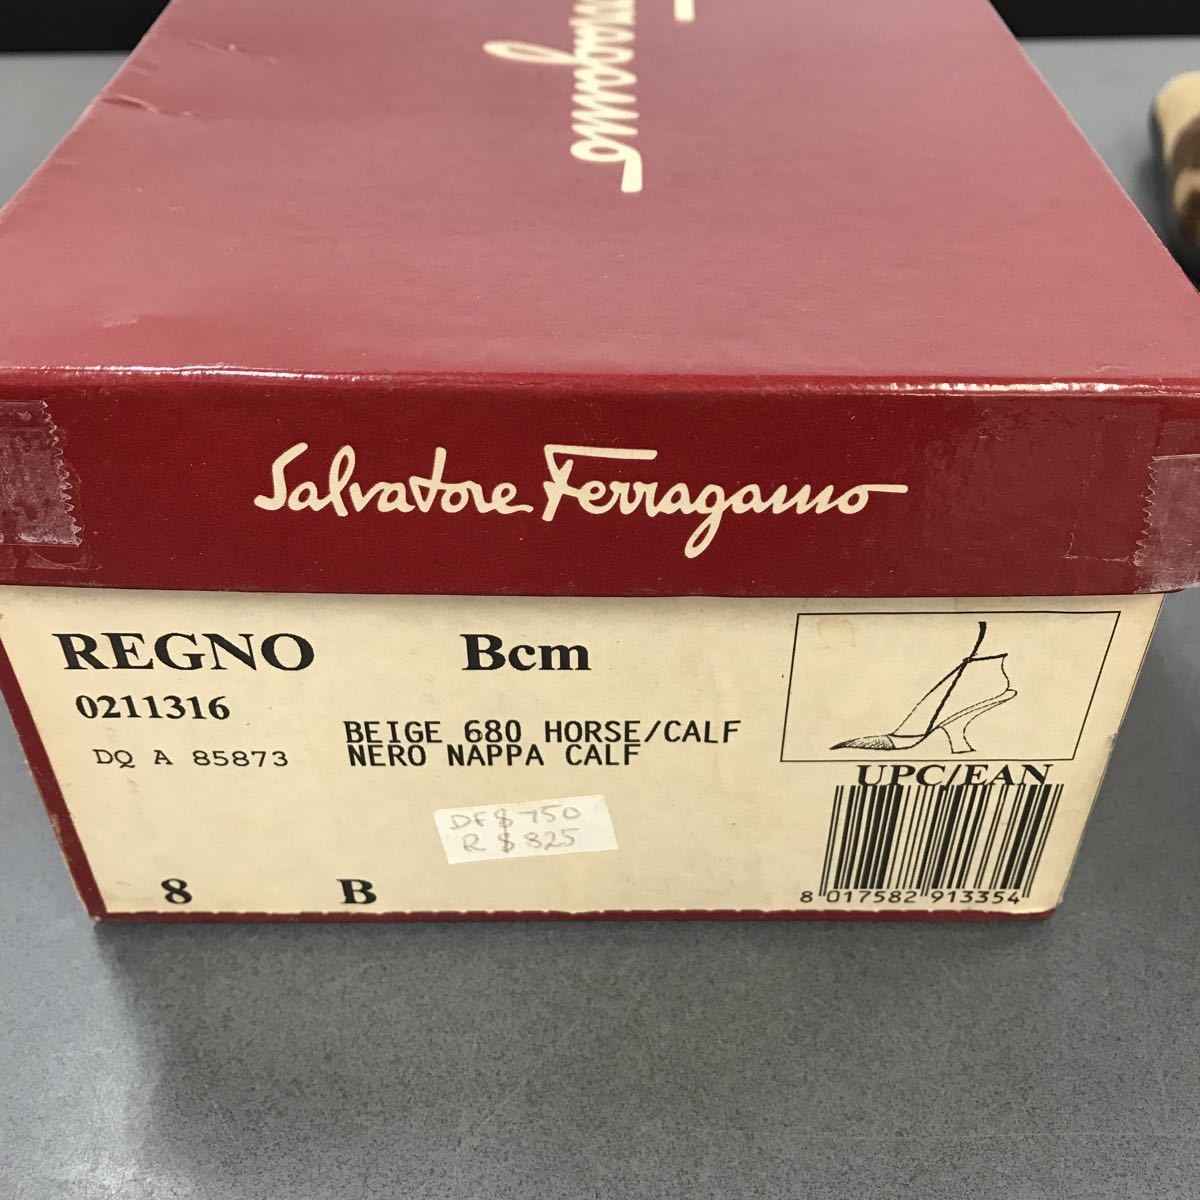 Salvatore Ferragamo
REGNO Bcm
0211316
BEIGE 680 HORSE/CALF
DQ A 85873 NERO NAPPA CALF
UPC/EAN
DF $750
R $825
8 B
8 017582 913354